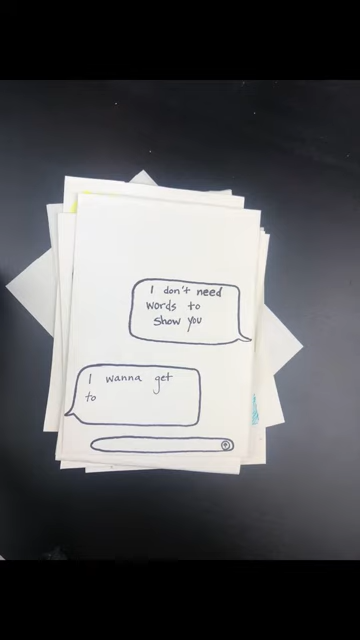 I don't need
words to
show you
I wanna get
to